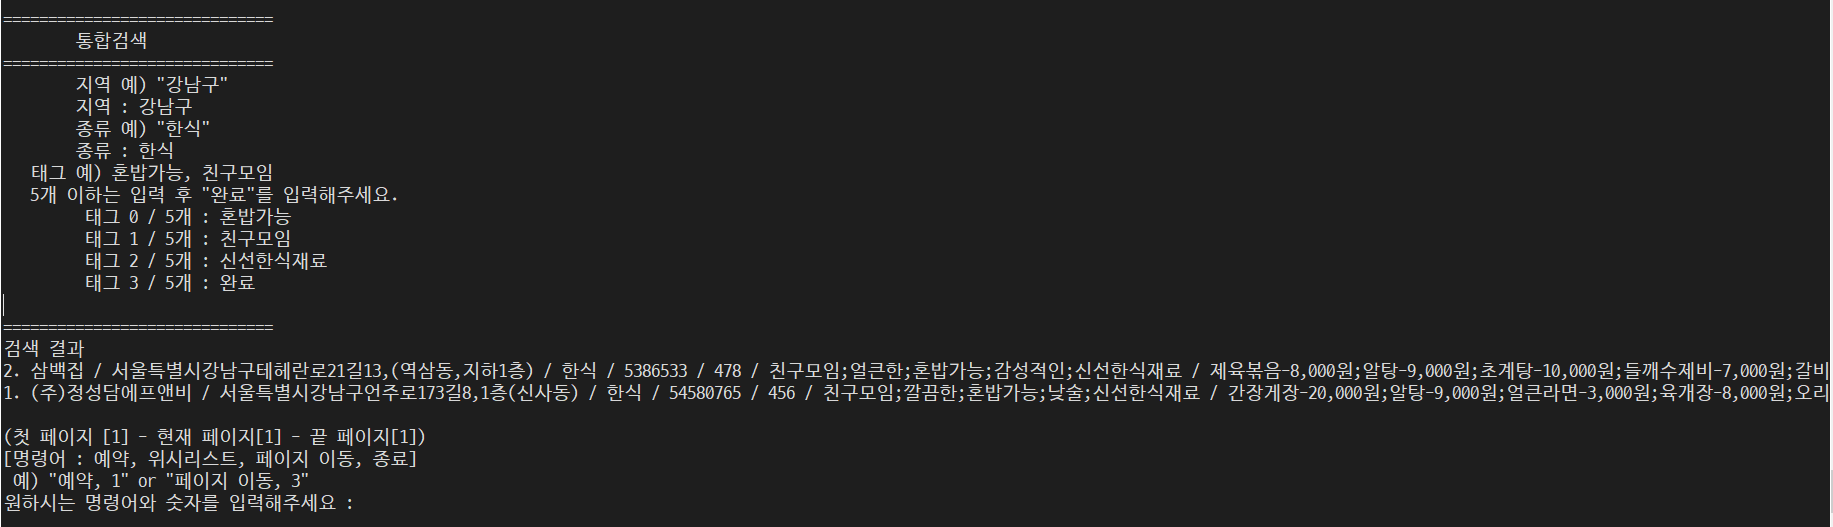 ==============================
통합검색
==============================
지역 예) "강남구"
지역 : 강남구
종류 예) "한식"
종류 : 한식
태그 예) 혼밥가능, 친구모임
5개 이하는 입력 후 "완료"를 입력해주세요.
태그 0 / 5개 : 혼밥가능
태그 1 / 5개 : 친구모임
태그 2 / 5개 : 신선한식재료
태그 3 / 5개 : 완료
==============================
검색 결과
2. 삼백집 / 서울특별시강남구테헤란로21길13,(역삼동,지하1층) / 한식 / 5386533 / 478 / 친구모임;얼큰한;혼밥가능;감성적인;신선한식재료 / 제육볶음-8,000원;알탕-9,000원;초계탕-10,000원;들깨수제비-7,000원;갈비
1. (주)정성담에프앤비 / 서울특별시강남구언주로173길8,1층(신사동) / 한식 / 54580765 / 456 / 친구모임;깔끔한;혼밥가능;낮술;신선한식재료 / 간장게장-20,000원;알탕-9,000원;얼큰라면-3,000원;육개장-8,000원;오리
(첫 페이지 [1] - 현재 페이지[1] - 끝 페이지[1])
[명령어 : 예약, 위시리스트, 페이지 이동, 종료]
예) "예약, 1" or "페이지 이동, 3"
원하시는 명령어와 숫자를 입력해주세요 :